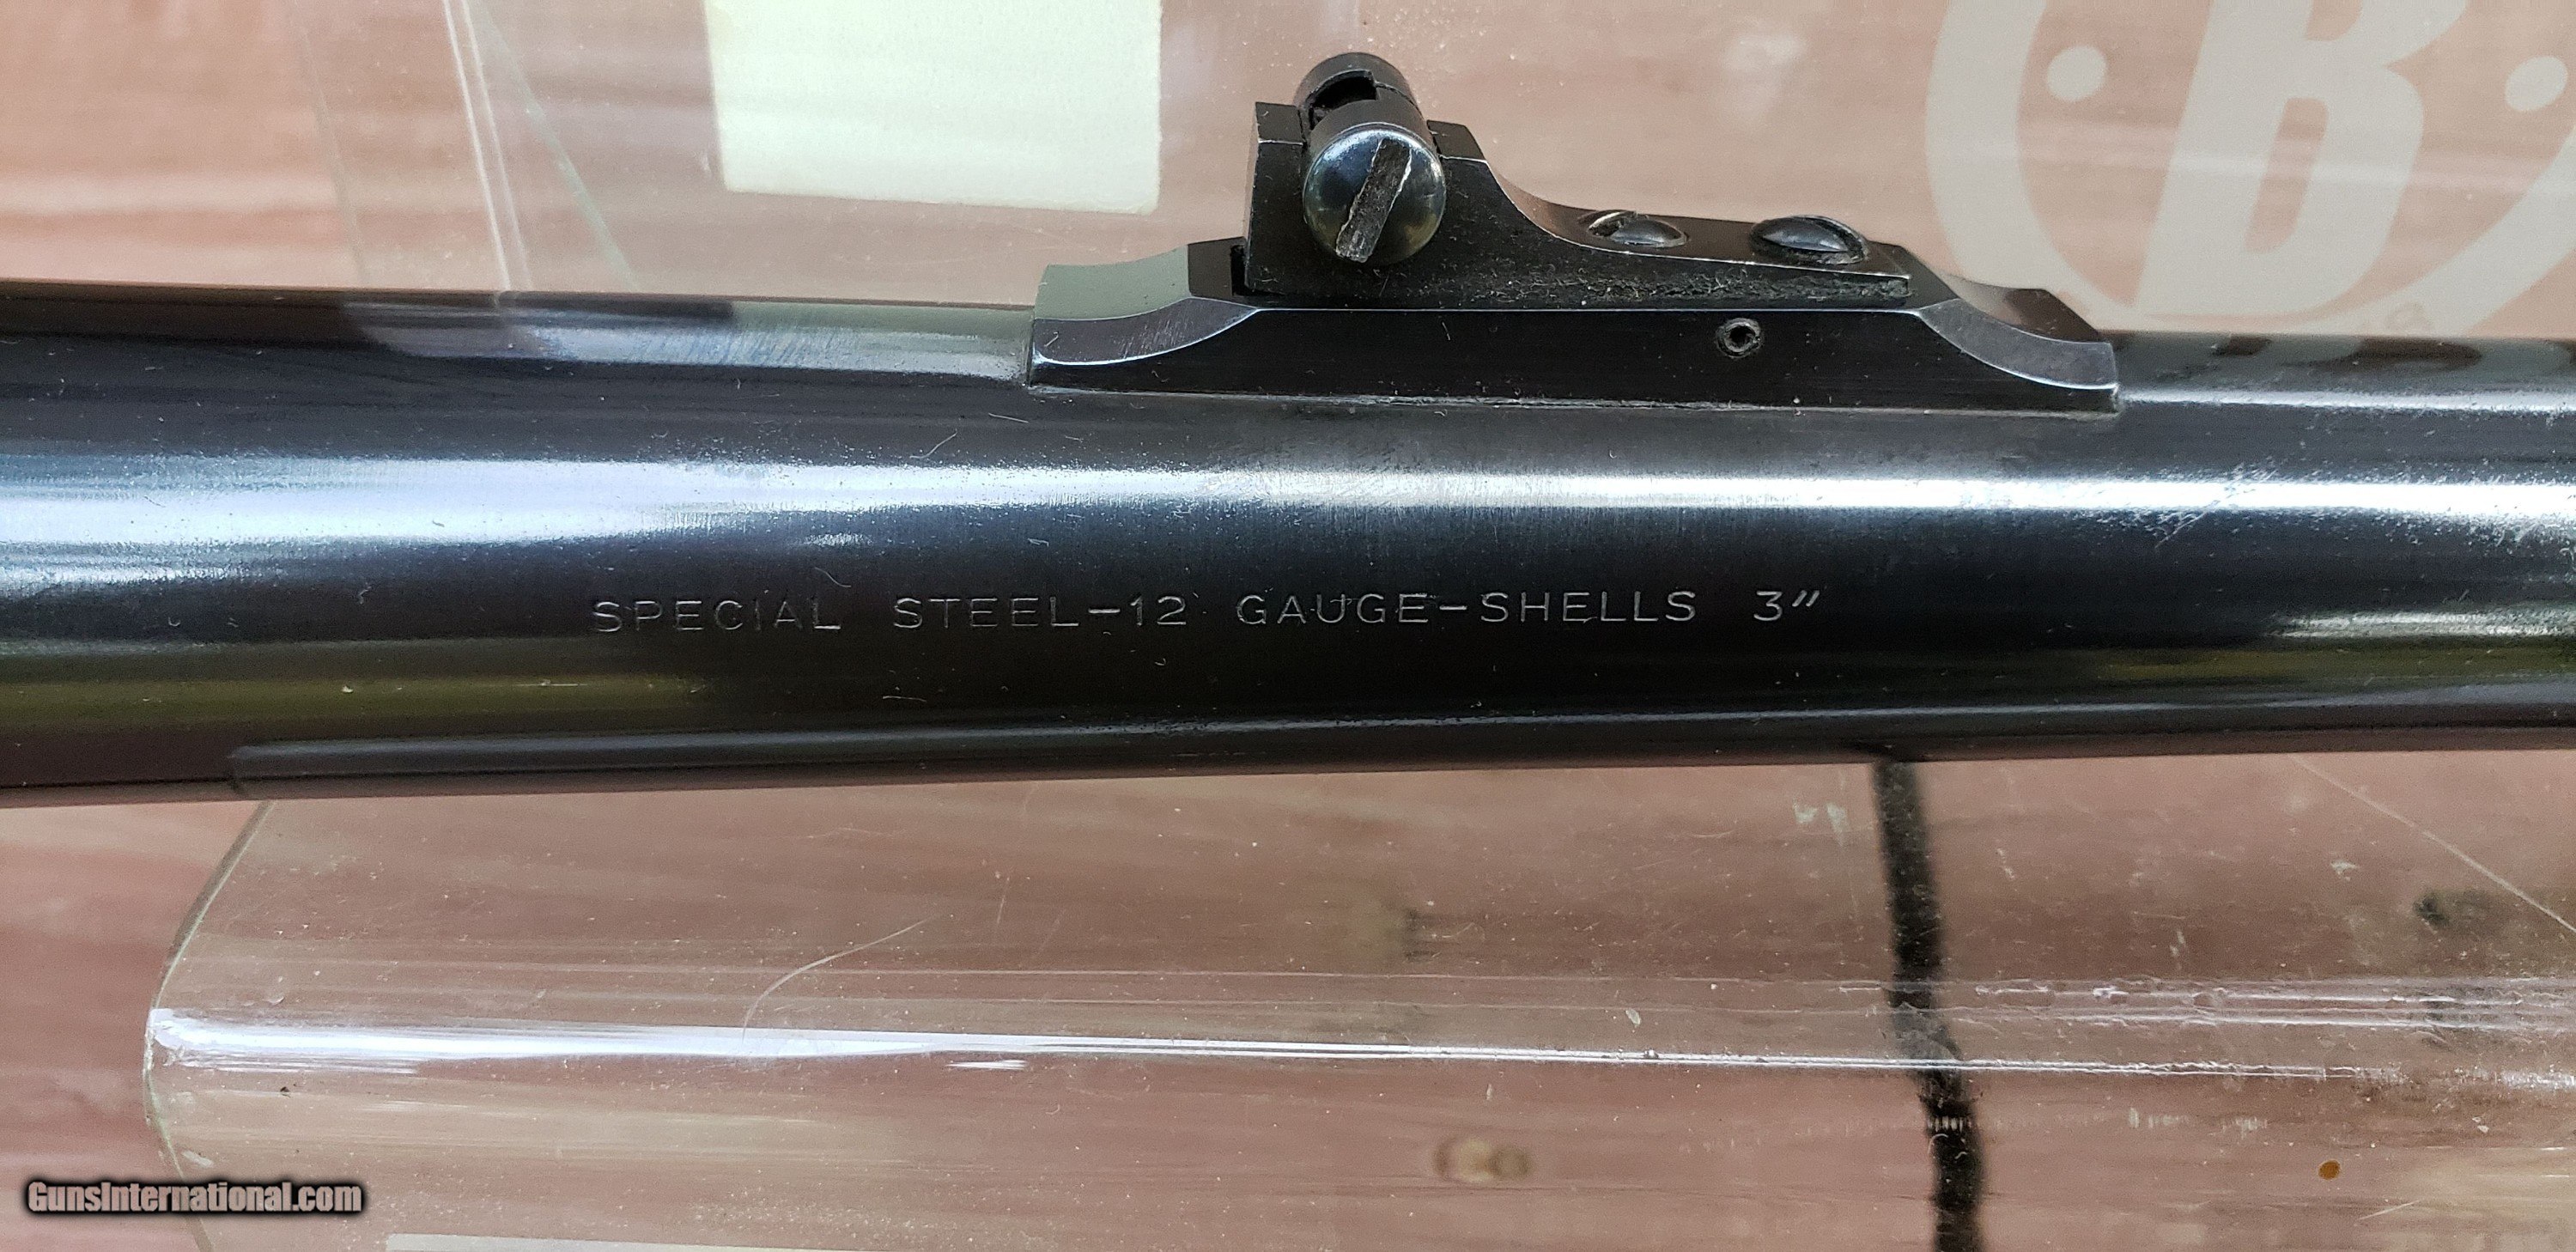 B
SPECIAL STEEL-12 GAUGE-SHELLS 3"
GunsInternational.com